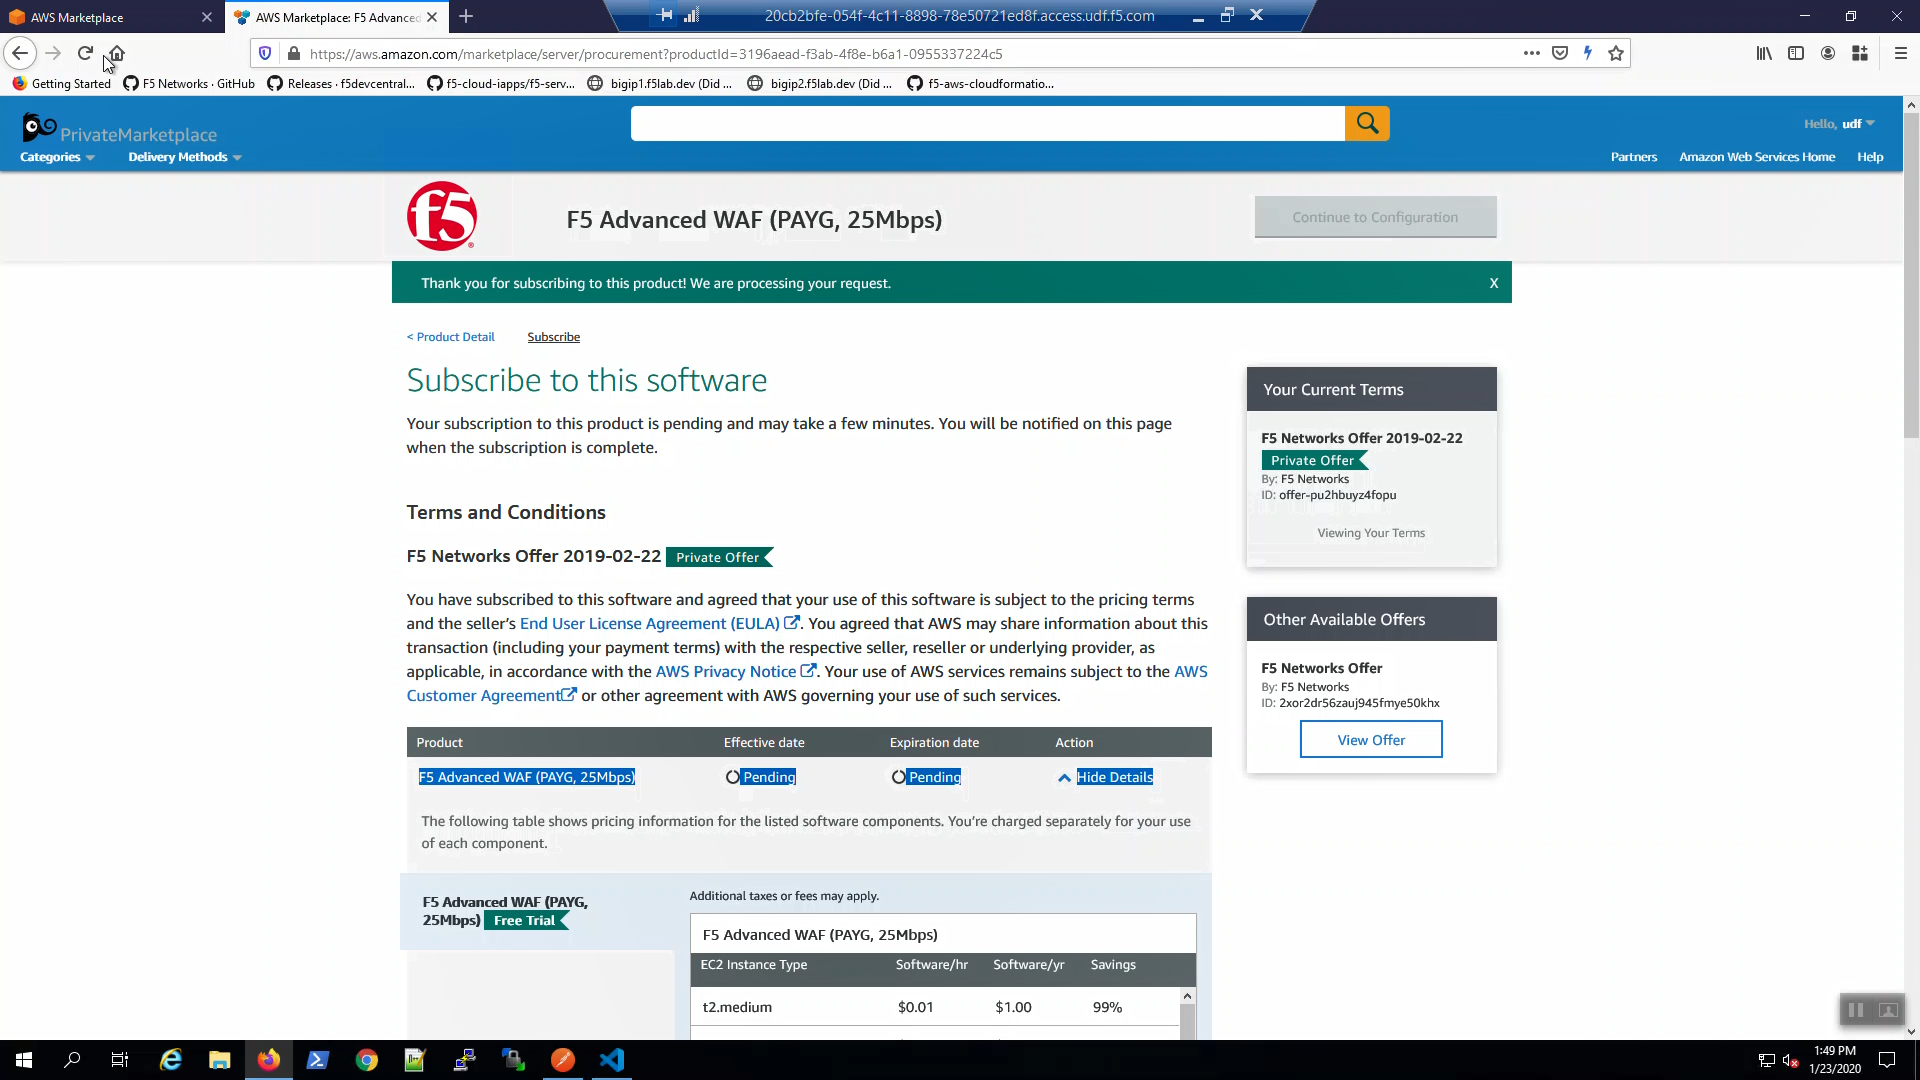 AWS Marketplace
AWS Marketplace: F5 Advanced
20cb2bfe-054f-4c11-8898-78e50721ed8f.access.udf.f5.com
https://aws.amazon.com/marketplace/server/procurement?productId=3196aead-f3ab-4f8e-b6a1-0955337224c5
Getting Started
F5 Networks · GitHub
Releases · f5devcentral...
f5-cloud-iapps/f5-serv...
bigip1.f5lab.dev (Did ...
bigip2.f5lab.dev (Did ...
f5-aws-cloudformatio...
PrivateMarketplace
Hello, udf
Categories
Delivery Methods
Partners
Amazon Web Services Home
Help
f5
F5 Advanced WAF (PAYG, 25Mbps)
Continue to Configuration
Thank you for subscribing to this product! We are processing your request.
X
< Product Detail
Subscribe
Subscribe to this software
Your subscription to this product is pending and may take a few minutes. You will be notified on this page
when the subscription is complete.
Terms and Conditions
F5 Networks Offer 2019-02-22 Private Offer
You have subscribed to this software and agreed that your use of this software is subject to the pricing terms
and the seller's End User License Agreement (EULA). You agreed that AWS may share information about this
transaction (including your payment terms) with the respective seller, reseller or underlying provider, as
applicable, in accordance with the AWS Privacy Notice. Your use of AWS services remains subject to the AWS
Customer Agreement or other agreement with AWS governing your use of such services.
Product Effective date Expiration date Action
F5 Advanced WAF (PAYG, 25Mbps) Pending Pending Hide Details
The following table shows pricing information for the listed software components. You're charged separately for your use
of each component.
F5 Advanced WAF (PAYG,
25Mbps) Free Trial
Additional taxes or fees may apply.
F5 Advanced WAF (PAYG, 25Mbps)
EC2 Instance Type Software/hr Software/yr Savings
t2.medium $0.01 $1.00 99%
Your Current Terms
F5 Networks Offer 2019-02-22
Private Offer
By: F5 Networks
ID: offer-pu2hbuyz4fopu
Viewing Your Terms
Other Available Offers
F5 Networks Offer
By: F5 Networks
ID: 2xor2dr56zauj945fmye50khx
View Offer
1:49 PM
1/23/2020